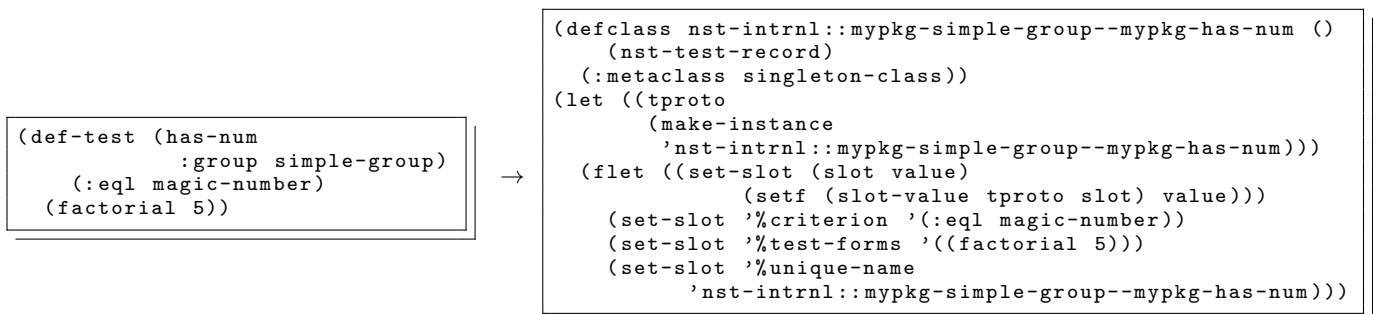 (def-test (has-num
           :group simple-group)
    (:eql magic-number)
  (factorial 5))
→
(defclass nst-intrnl::mypkg-simple-group--mypkg-has-num ()
    (nst-test-record)
  (:metaclass singleton-class))
(let ((tproto
       (make-instance
        'nst-intrnl::mypkg-simple-group--mypkg-has-num)))
  (flet ((set-slot (slot value)
           (setf (slot-value tproto slot) value)))
    (set-slot '%criterion '(:eql magic-number))
    (set-slot '%test-forms '((factorial 5)))
    (set-slot '%unique-name
         'nst-intrnl::mypkg-simple-group--mypkg-has-num)))